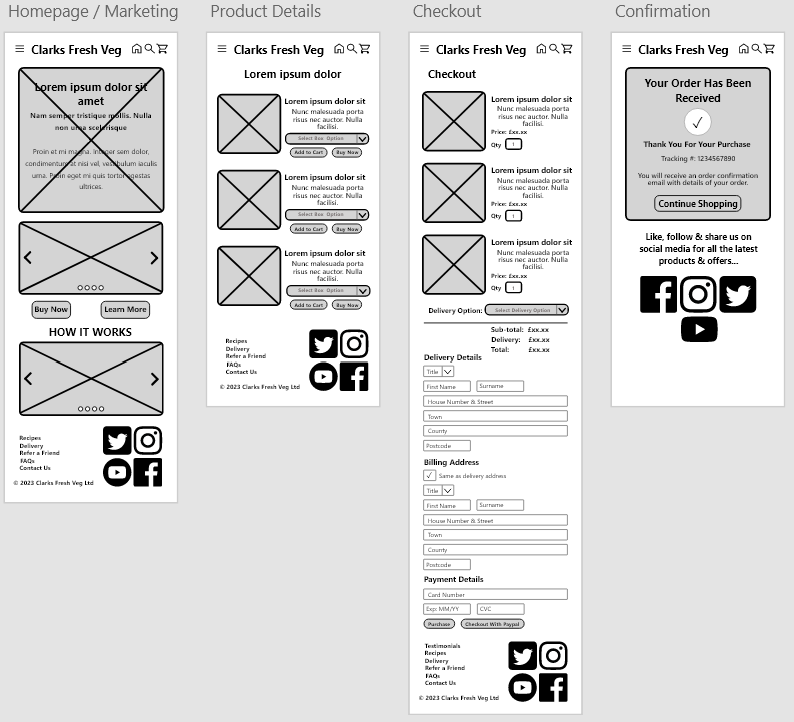 Homepage / Marketing
Clarks Fresh Veg
Lorem ipsum dolor sit
amet
Nam semper tristique mollis. Nulla
non urna scelerisque
Proin et mi magna. Integer sem dolor,
condimentum at nisi vel, vestibulum iaculis
urna. Proin eget mi quis tortor egestas
ultrices.
Buy Now
Learn More
HOW IT WORKS
Recipes
Delivery
Refer a Friend
FAQs
Contact Us
© 2023 Clarks Fresh Veg Ltd
Product Details
Clarks Fresh Veg
Lorem ipsum dolor
Lorem ipsum dolor sit
Nunc malesuada porta
risus nec auctor. Nulla
facilisi.
Select Box Option
Add to Cart
Buy Now
Lorem ipsum dolor sit
Nunc malesuada porta
risus nec auctor. Nulla
facilisi.
Select Box Option
Add to Cart
Buy Now
Lorem ipsum dolor sit
Nunc malesuada porta
risus nec auctor. Nulla
facilisi.
Select Box Option
Add to Cart
Buy Now
Recipes
Delivery
Refer a Friend
FAQs
Contact Us
© 2023 Clarks Fresh Veg Ltd
Checkout
Clarks Fresh Veg
Checkout
Lorem ipsum dolor sit
Nunc malesuada porta
risus nec auctor. Nulla
facilisi.
Price: £xx.xx
Qty 1
Lorem ipsum dolor sit
Nunc malesuada porta
risus nec auctor. Nulla
facilisi.
Price: £xx.xx
Qty 1
Lorem ipsum dolor sit
Nunc malesuada porta
risus nec auctor. Nulla
facilisi.
Price: £xx.xx
Qty 1
Delivery Option: Select Delivery Option
Sub-total: £xx.xx
Delivery: £xx.xx
Total: £xx.xx
Delivery Details
Title
First Name
Surname
House Number & Street
Town
County
Postcode
Billing Address
Same as delivery address
Title
First Name
Surname
House Number & Street
Town
County
Postcode
Payment Details
Card Number
Exp: MM/YY
CVC
Purchase
Checkout With Paypal
Testimonials
Recipes
Delivery
Refer a Friend
FAQs
Contact Us
© 2023 Clarks Fresh Veg Ltd
Confirmation
Clarks Fresh Veg
Your Order Has Been
Received
Thank You For Your Purchase
Tracking #: 1234567890
You will receive an order confirmation
email with details of your order.
Continue Shopping
Like, follow & share us on
social media for all the latest
products & offers...